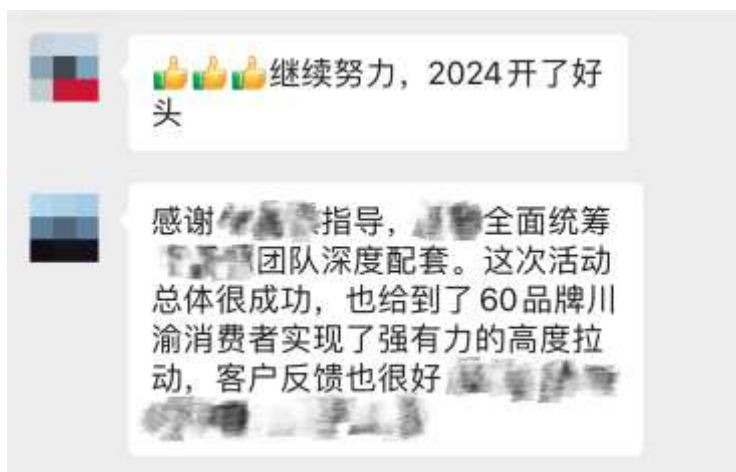 👍👍👍继续努力，2024开了好
头
感谢指导，全面统筹
团队深度配套。这次活动
总体很成功，也给到了60品牌川
渝消费者实现了强有力的高度拉
动，客户反馈也很好